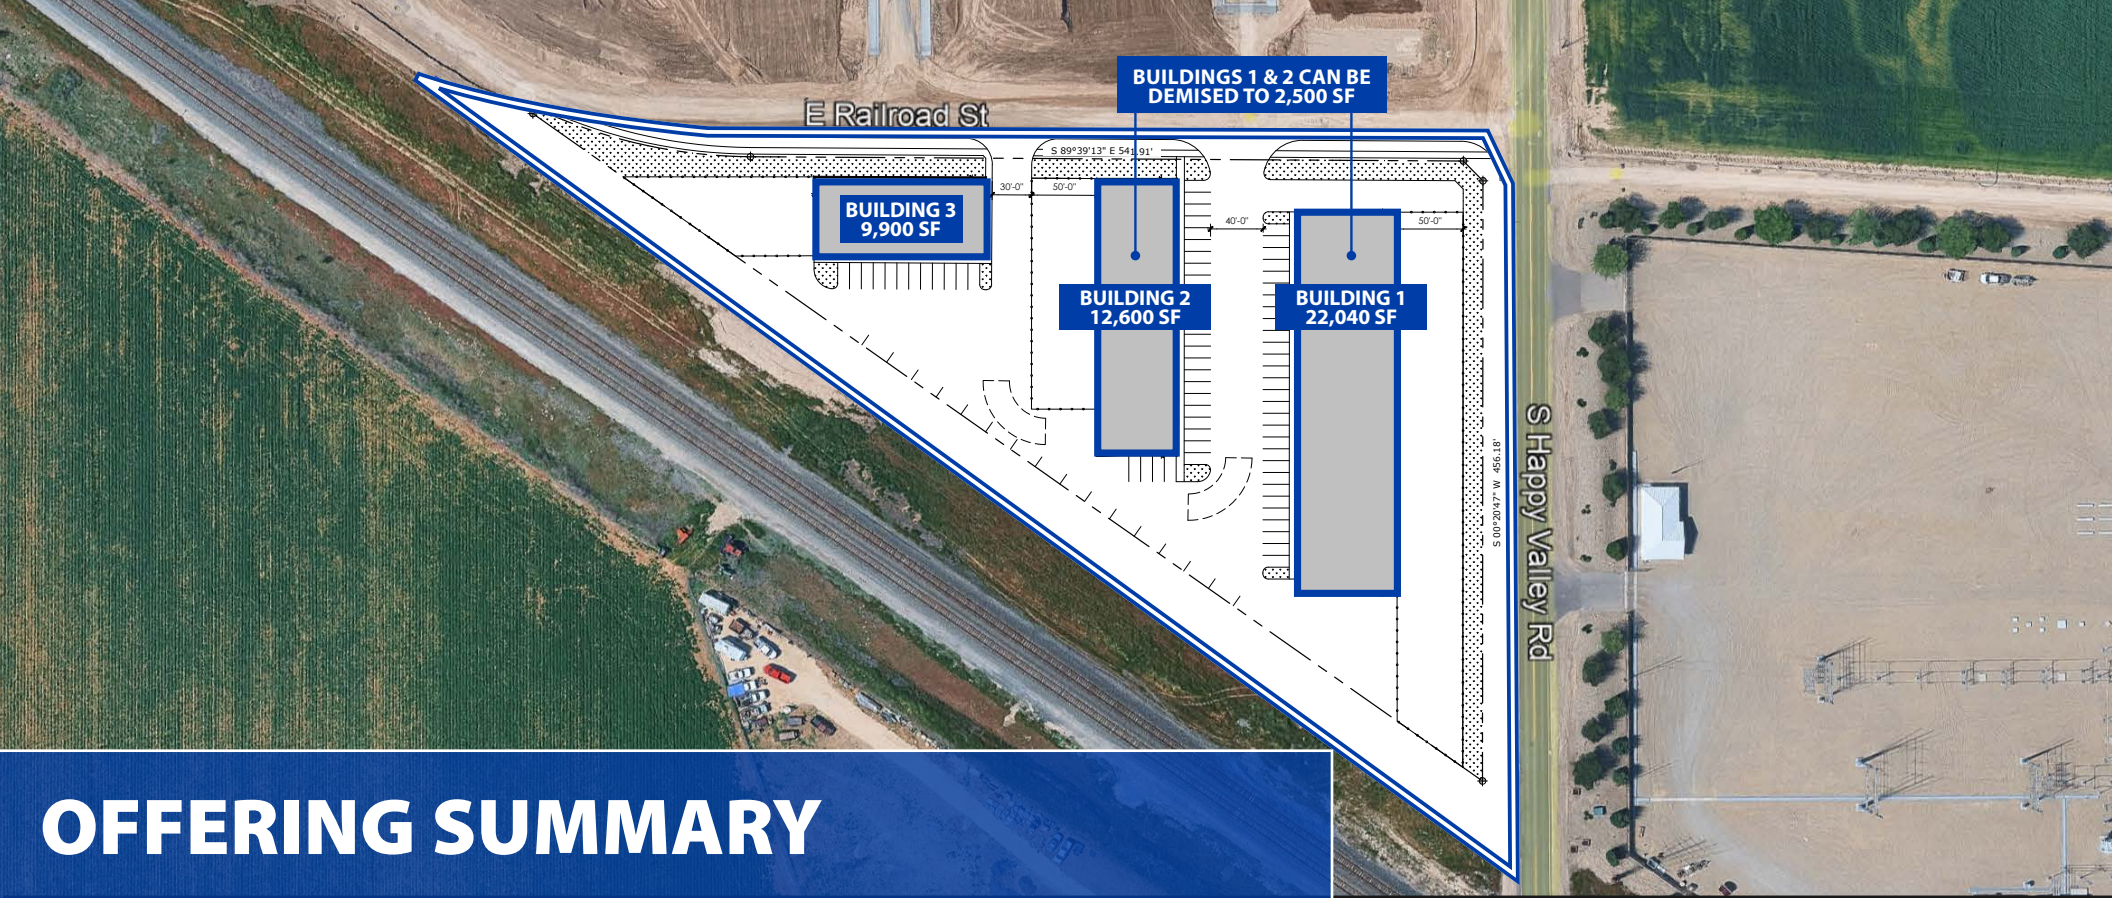 BUILDINGS 1 & 2 CAN BE
DEMISED TO 2,500 SF
E Railroad St
S 89°39'13" E 541.91'
30'-0"
50'-0"
40'-0"
50'-0"
BUILDING 3
9,900 SF
BUILDING 2
12,600 SF
BUILDING 1
22,040 SF
S 00°20'47" W 456.18'
S Happy Valley Rd
OFFERING SUMMARY